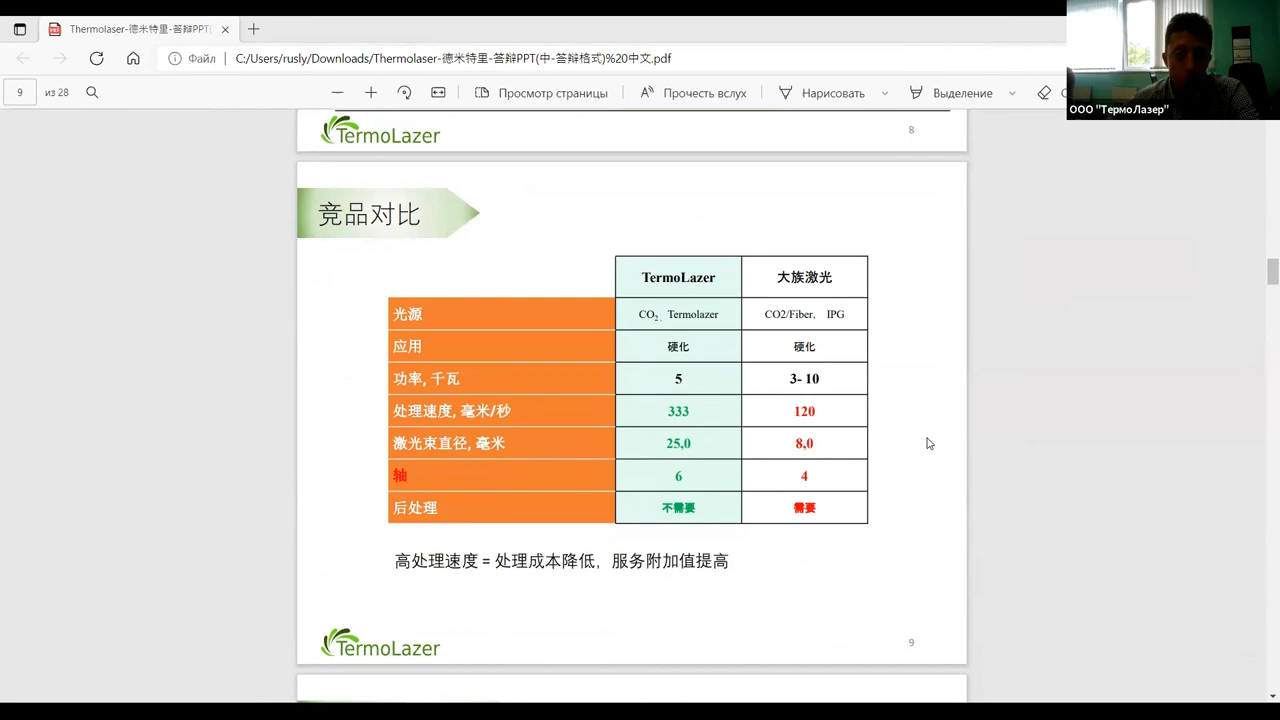 Thermolaser-德米特里-答辩PPT(
Файл
C:/Users/rusly/Downloads/Thermolaser-德米特里-答辩PPT(中-答辩格式)%20中文.pdf
9
из 28
Просмотр страницы
Прочесть вслух
Нарисовать
Выделение
ООО "ТермоЛазер"
TermoLazer
8
竞品对比
TermoLazer 大族激光
光源 CO2, Termolazer CO2/Fiber, IPG
应用 硬化 硬化
功率, 千瓦 5 3- 10
处理速度, 毫米/秒 333 120
激光束直径, 毫米 25,0 8,0
轴 6 4
后处理 不需要 需要
高处理速度 = 处理成本降低, 服务附加值提高
TermoLazer
9